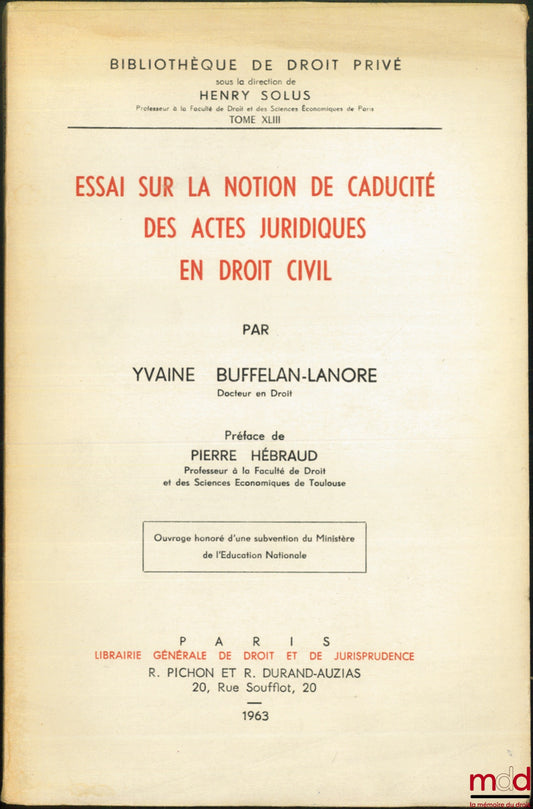 BIBLIOTHÈQUE DE DROIT PRIVÉ
sous la direction de
HENRY SOLUS
Professeur à la Faculté de Droit et des Sciences Économiques de Paris
TOME XLIII
ESSAI SUR LA NOTION DE CADUCITÉ
DES ACTES JURIDIQUES
EN DROIT CIVIL
PAR
YVAINE BUFFELAN-LANORE
Docteur en Droit
Préface de
PIERRE HÉBRAUD
Professeur à la Faculté de Droit
et des Sciences Economiques de Toulouse
Ouvrage honoré d'une subvention du Ministère
de l'Education Nationale
PARIS
LIBRAIRIE GÉNÉRALE DE DROIT ET DE JURISPRUDENCE
R. PICHON ET R. DURAND-AUZIAS
20, Rue Soufflot, 20
1963
mdd
la mémoire du droit